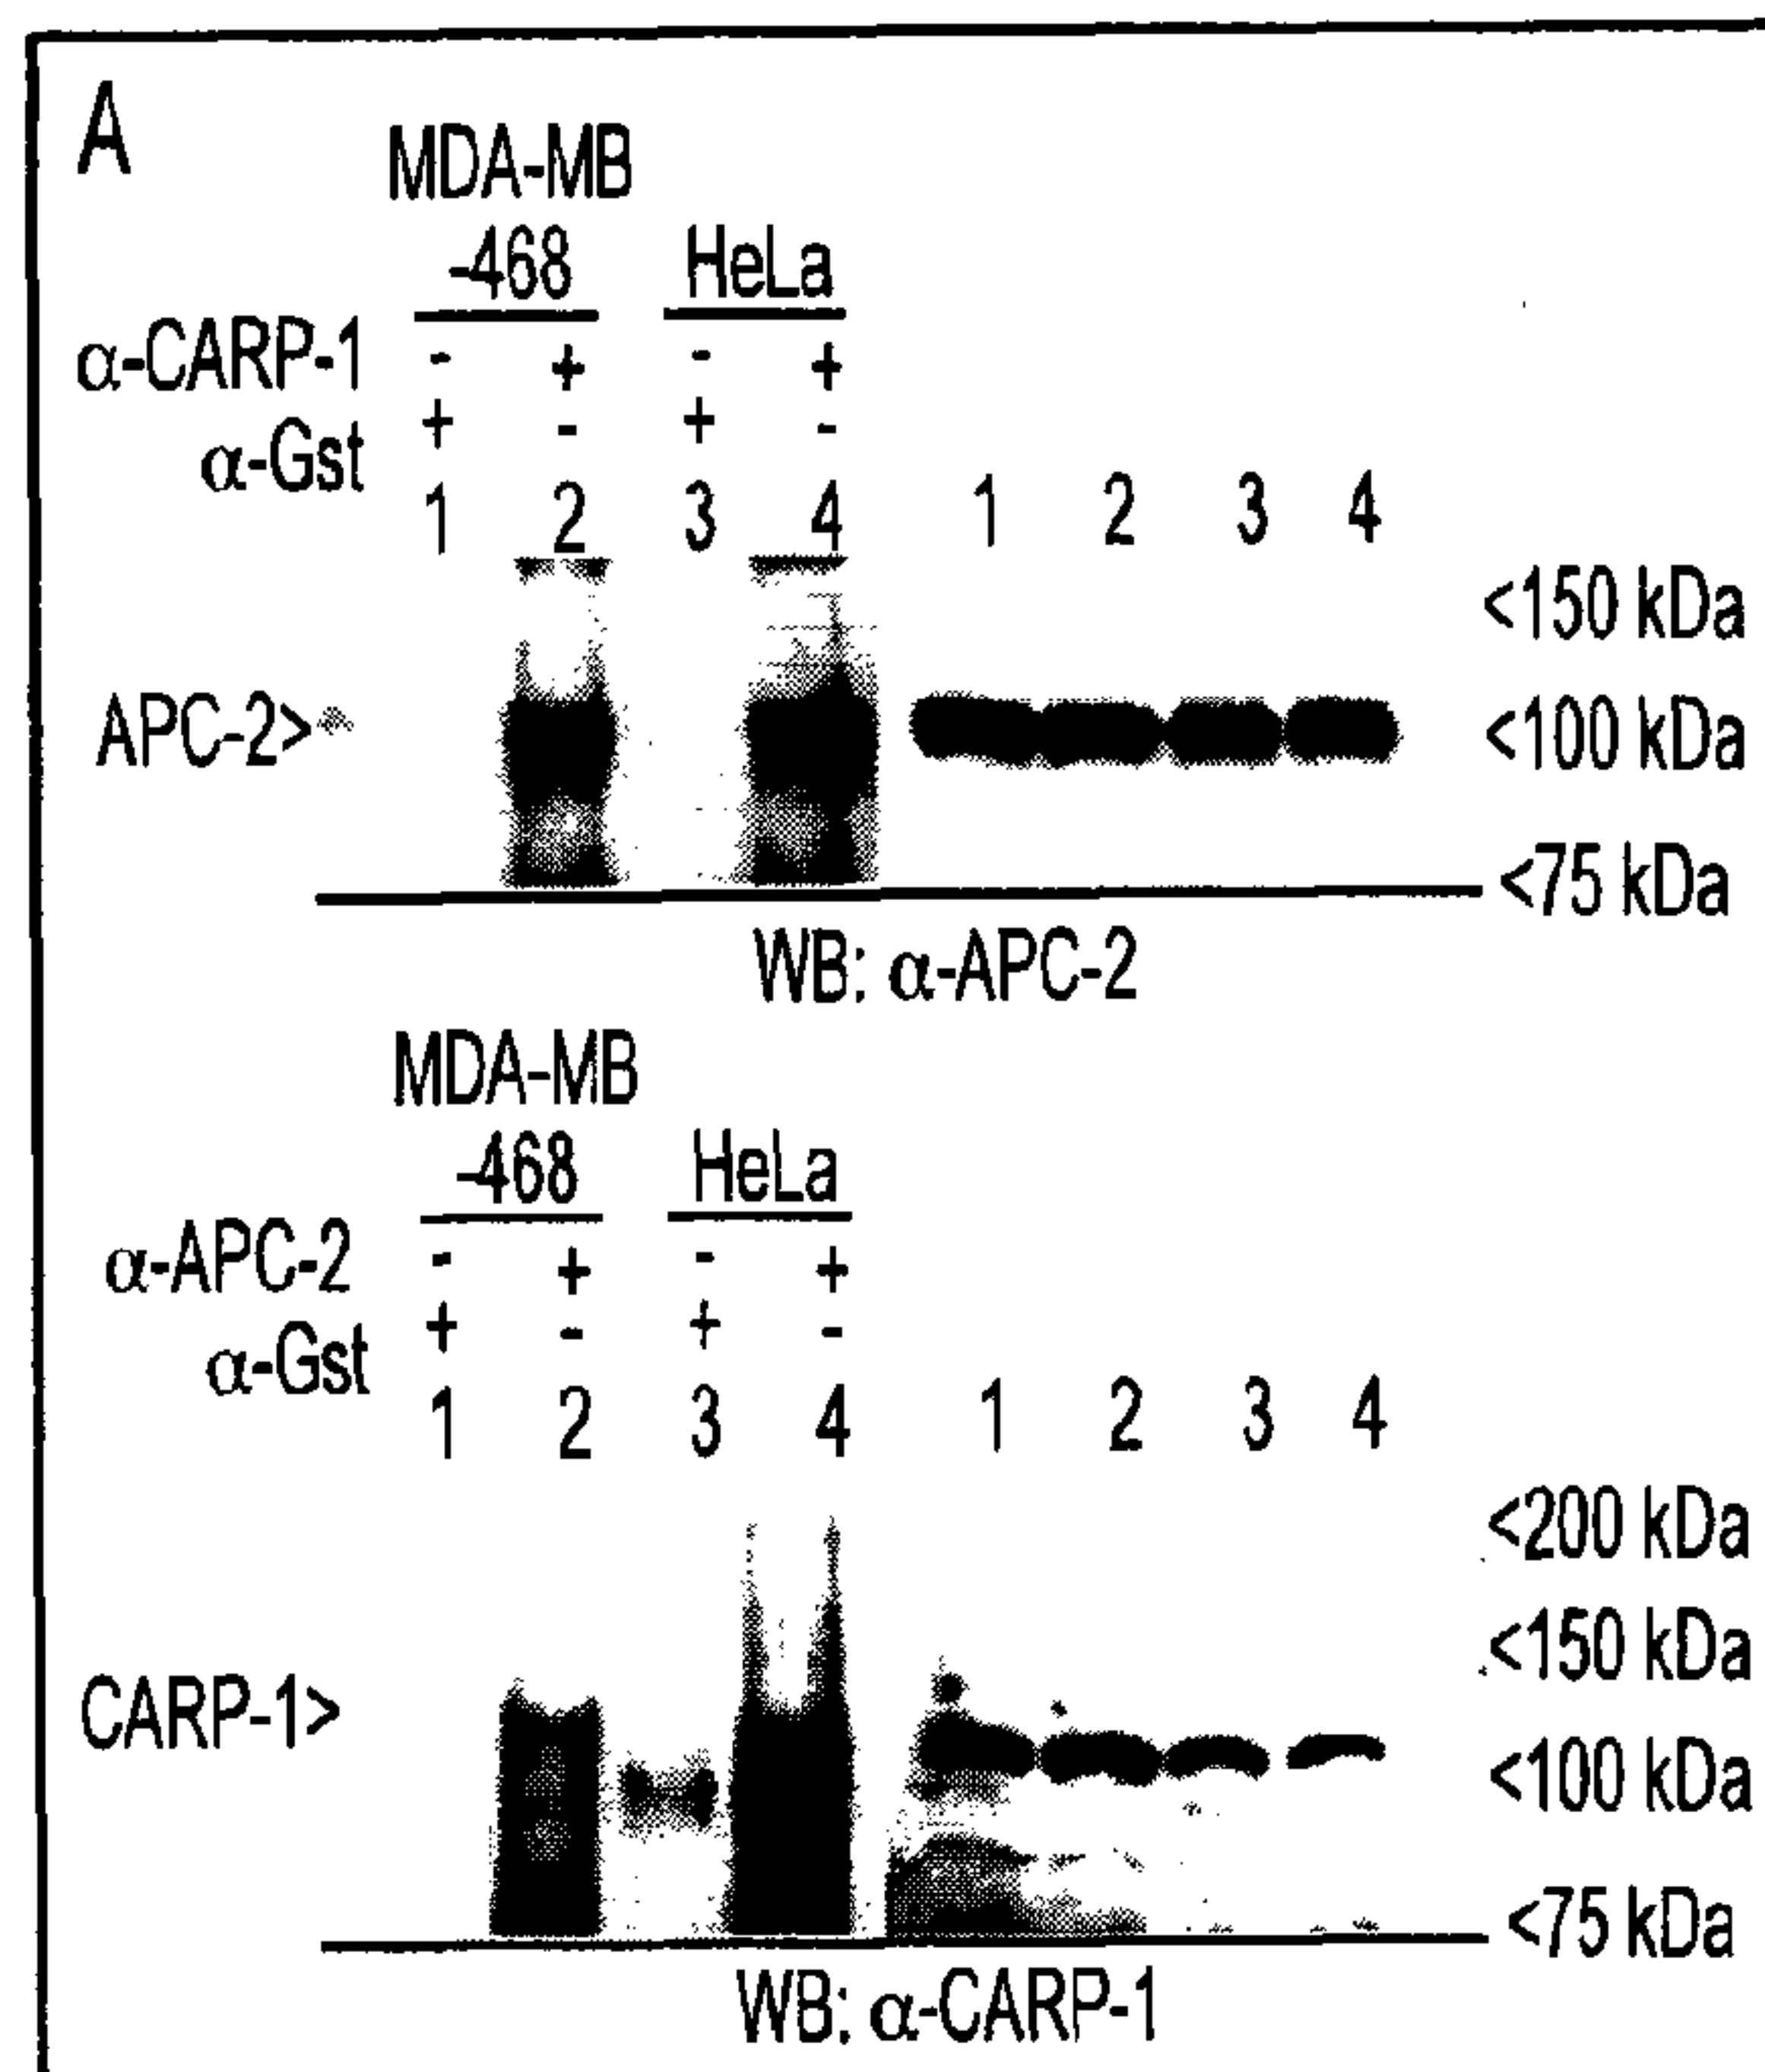 A
MDA-MB
-468 HeLa
α-CARP-1 - + - +
α-Gst + - + -
1 2 3 4 1 2 3 4
<150 kDa
APC-2> <100 kDa
<75 kDa
WB: α-APC-2
MDA-MB
-468 HeLa
α-APC-2 - + - +
α-Gst + - + -
1 2 3 4 1 2 3 4
<200 kDa
<150 kDa
CARP-1>
<100 kDa
<75 kDa
WB: α-CARP-1